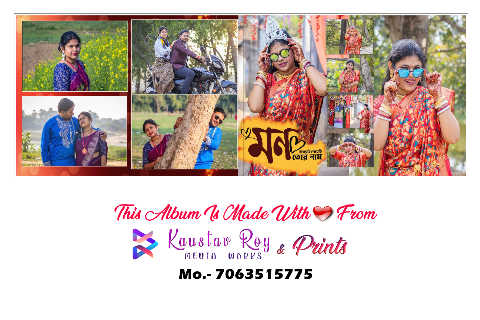 মন
তোর নাম
This Album Is Made With From
Kaustav Roy & Prints
MEDIA WORKS
Mo.- 7063515775